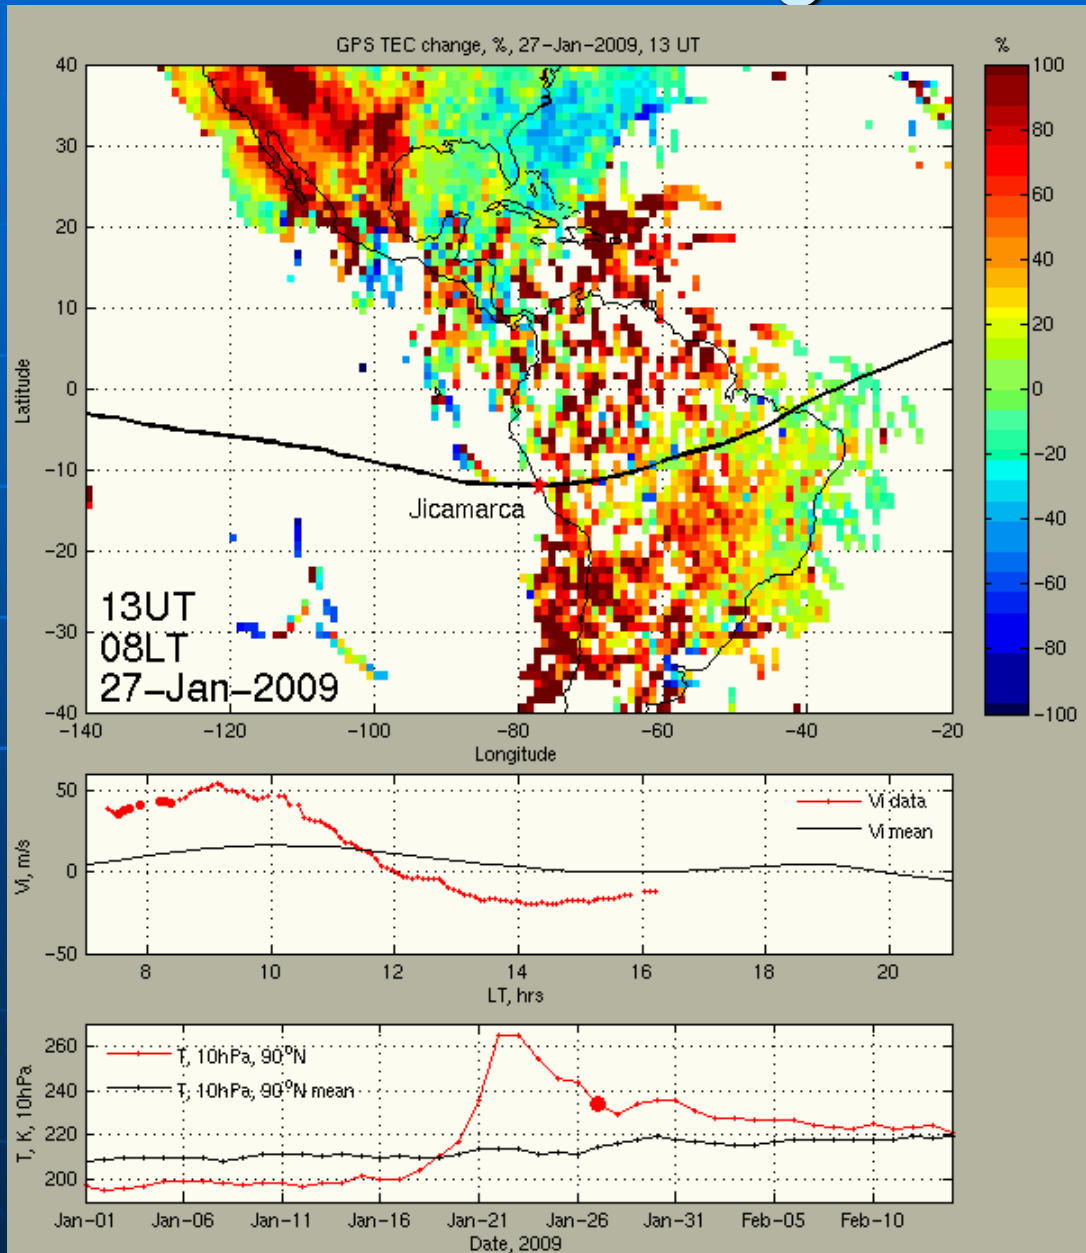 GPS TEC change, %, 27-Jan-2009, 13 UT
%
40
30
20
10
0
-10
-20
-30
-40
Latitude
-140
-120
-100
-80
-60
-40
-20
Longitude
Jicamarca
13UT
08LT
27-Jan-2009
100
80
60
40
20
0
-20
-40
-60
-80
-100
50
0
-50
Vi, m/s
Vi data
Vi mean
8
10
12
14
16
18
20
LT, hrs
260
240
220
200
T, K, 10hPa
T, 10hPa, 90°N
T, 10hPa, 90°N mean
Jan-01
Jan-06
Jan-11
Jan-16
Jan-21
Jan-26
Jan-31
Feb-05
Feb-10
Date, 2009